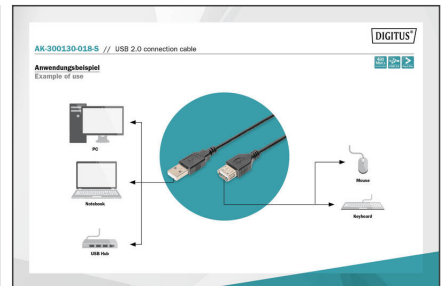 DIGITUS®
AK-300130-018-S // USB 2.0 connection cable
Anwendungsbeispiel
Example of use
PC
Notebook
USB Hub
Mouse
Keyboard